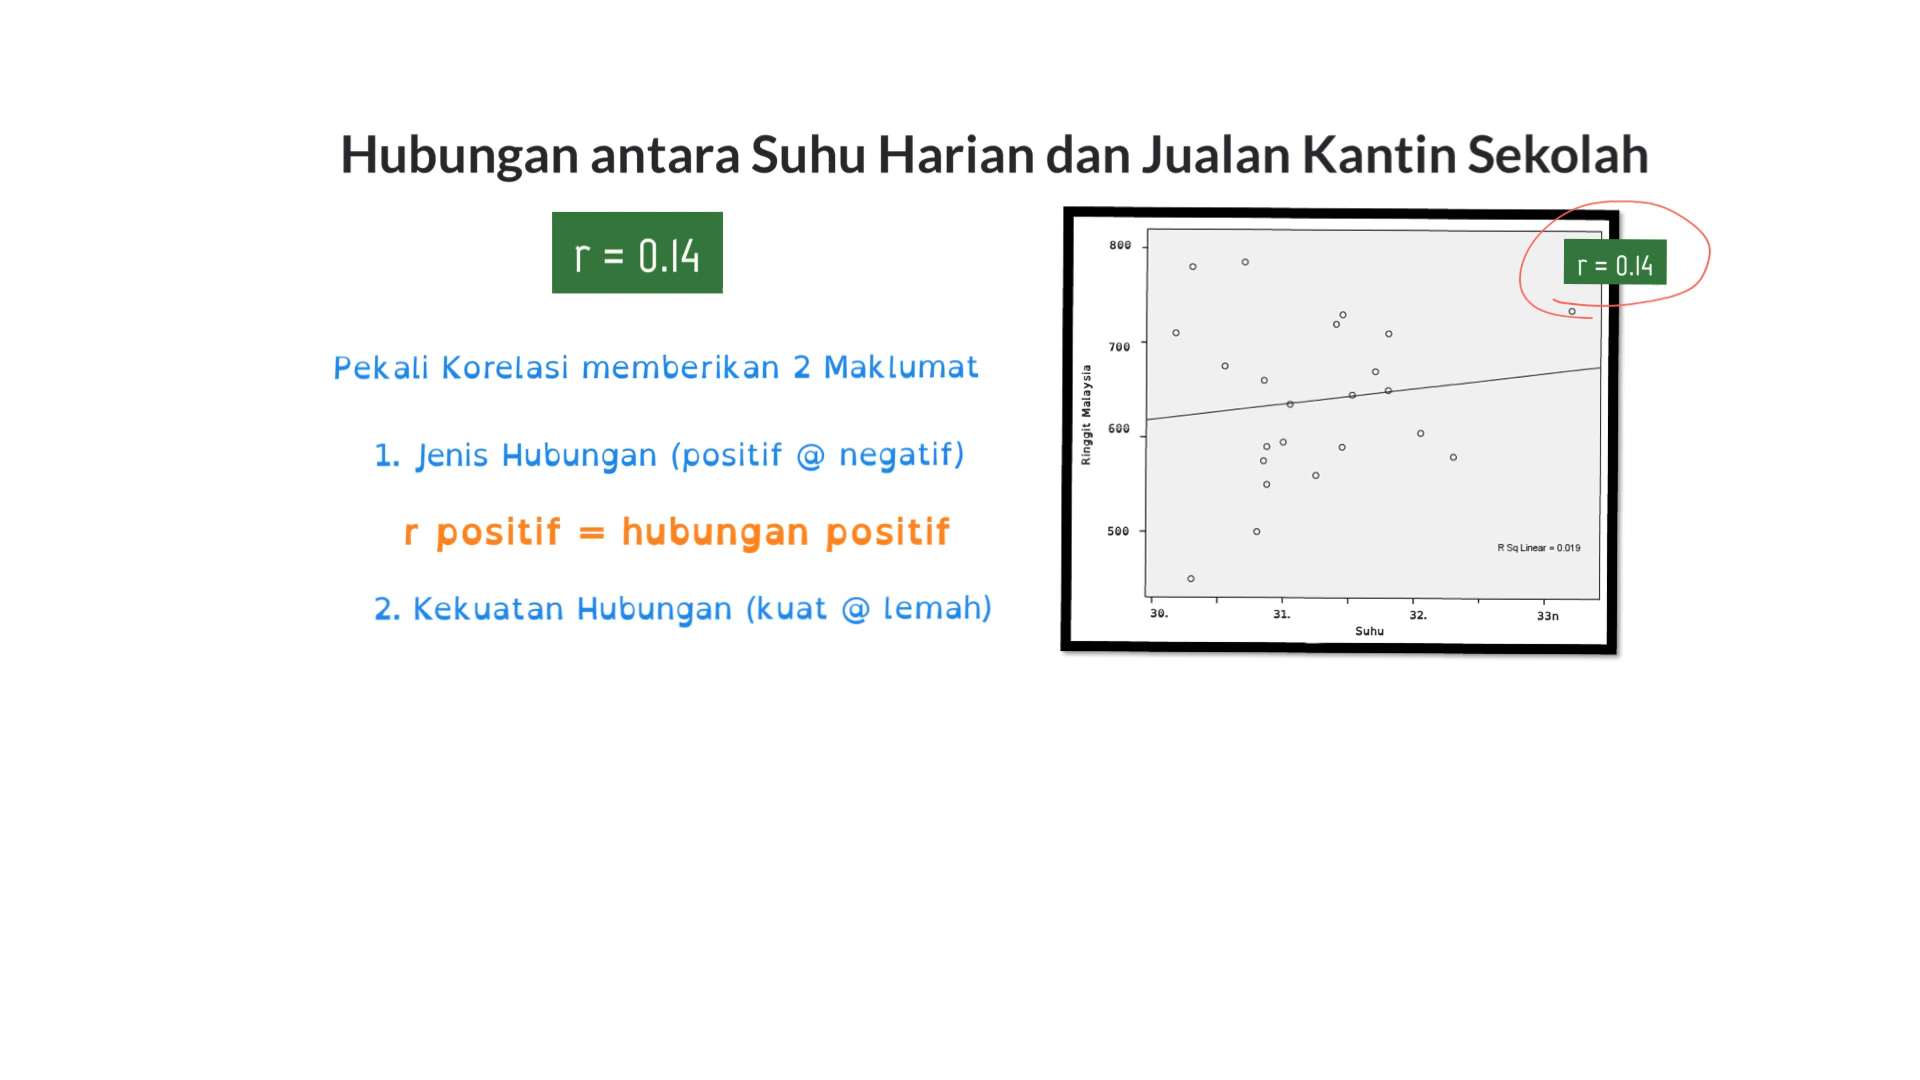 Hubungan antara Suhu Harian dan Jualan Kantin Sekolah
r = 0.14
Pekali Korelasi memberikan 2 Maklumat
1. Jenis Hubungan (positif @ negatif)
r positif = hubungan positif
2. Kekuatan Hubungan (kuat @ lemah)
r = 0.14
800
700
600
500
Ringgit Malaysia
R Sq Linear = 0.019
30.
31.
32.
33n
Suhu